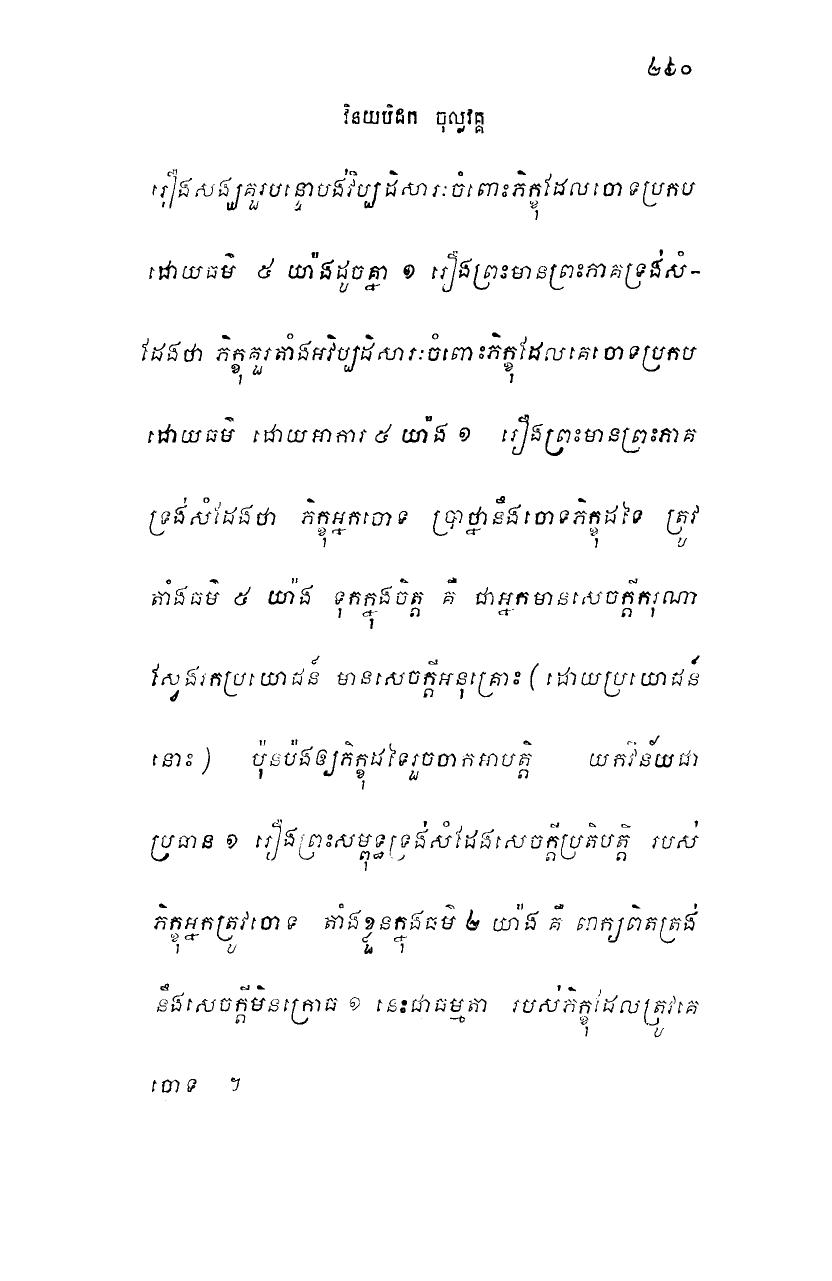 ២៥០
វិនយបិដក ចុល្លវគ្គ
រឿងសង្ឃគួរបន្ទោបង់វិប្បដិសារៈចំពោះភិក្ខុដែលចោទប្រកប
ដោយធម៌ ៥ យ៉ាងដូចគ្នា ១ រឿងព្រះមានព្រះភាគទ្រង់សំ-
ដែងថា ភិក្ខុគួរតាំងអវិប្បដិសារៈចំពោះភិក្ខុដែលគេចោទប្រកប
ដោយធម៌ ដោយអាការ ៥ យ៉ាង ១ រឿងព្រះមានព្រះភាគ
ទ្រង់សំដែងថា ភិក្ខុអ្នកចោទ ប្រាថ្នានឹងចោទភិក្ខុដទៃ ត្រូវ
តាំងធម៌ ៥ យ៉ាង ទុកក្នុងចិត្ត គឺ ជាអ្នកមានសេចក្តីករុណា
ស្វែងរកប្រយោជន៍ មានសេចក្តីអនុគ្រោះ ( ដោយប្រយោជន៍
នោះ ) ប៉ុនប៉ងឲ្យភិក្ខុដទៃរួចចាកអាបត្តិ យកវិន័យជា
ប្រធាន ១ រឿងព្រះសម្ពុទ្ធទ្រង់សំដែងសេចក្តីប្រតិបត្តិ របស់
ភិក្ខុអ្នកត្រូវចោទ តាំងខ្លួនក្នុងធម៌ ២ យ៉ាង គឺ ពាក្យពិតត្រង់
នឹងសេចក្តីមិនក្រោធ ១ នេះជាធម្មតា របស់ភិក្ខុដែលត្រូវគេ
ចោទ ។